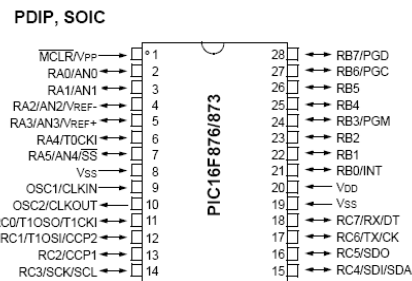 PDIP, SOIC
MCLR/VPP 1 28 RB7/PGD
RA0/AN0 2 27 RB6/PGC
RA1/AN1 3 26 RB5
RA2/AN2/VREF- 4 25 RB4
RA3/AN3/VREF+ 5 24 RB3/PGM
RA4/T0CKI 6 23 RB2
RA5/AN4/SS 7 22 RB1
VSS 8 21 RB0/INT
OSC1/CLKIN 9 20 VDD
OSC2/CLKOUT 10 19 VSS
C0/T1OSO/T1CKI 11 18 RC7/RX/DT
RC1/T1OSI/CCP2 12 17 RC6/TX/CK
RC2/CCP1 13 16 RC5/SDO
RC3/SCK/SCL 14 15 RC4/SDI/SDA
PIC16F876/873